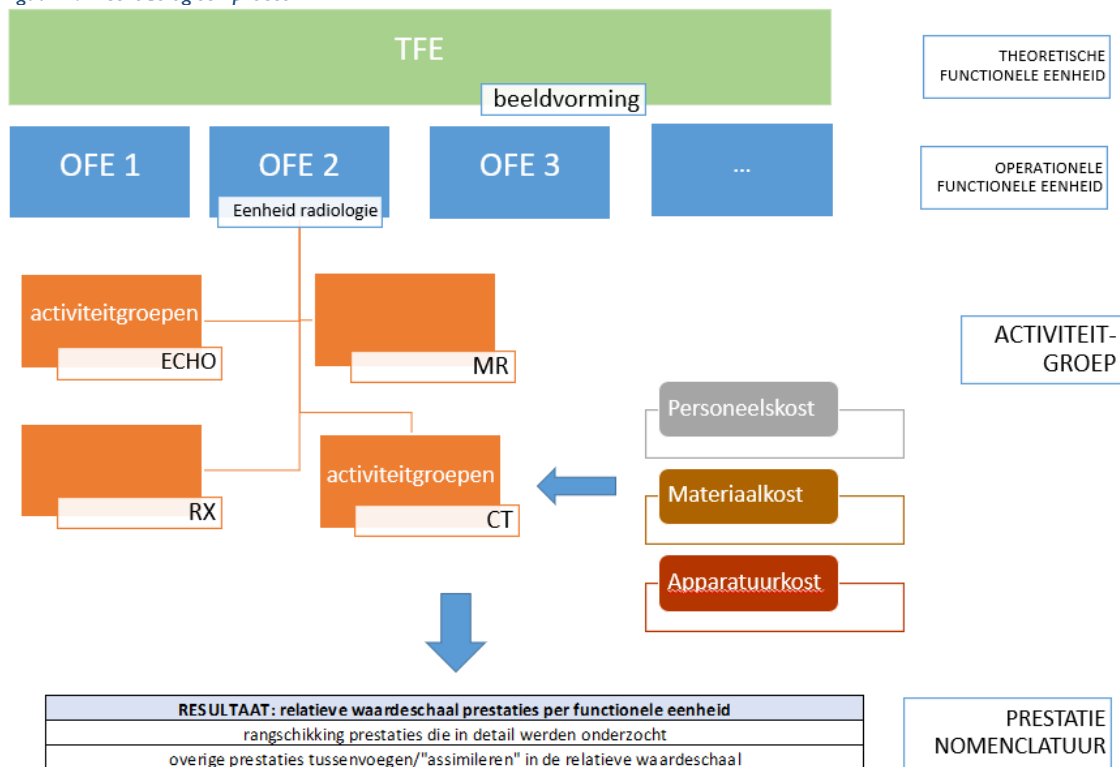 TFE
beeldvorming
THEORETISCHE
FUNCTIONELE EENHEID
OFE 1
OFE 2
OFE 3
...
Eenheid radiologie
OPERATIONELE
FUNCTIONELE EENHEID
activiteitgroepen
ECHO
MR
ACTIVITEIT-
GROEP
RX
activiteitgroepen
CT
Personeelskost
Materiaalkost
Apparatuurkost
RESULTAAT: relatieve waardeschaal prestaties per functionele eenheid
rangschikking prestaties die in detail werden onderzocht
overige prestaties tussenvoegen/"assimileren" in de relatieve waardeschaal
PRESTATIE
NOMENCLATUUR